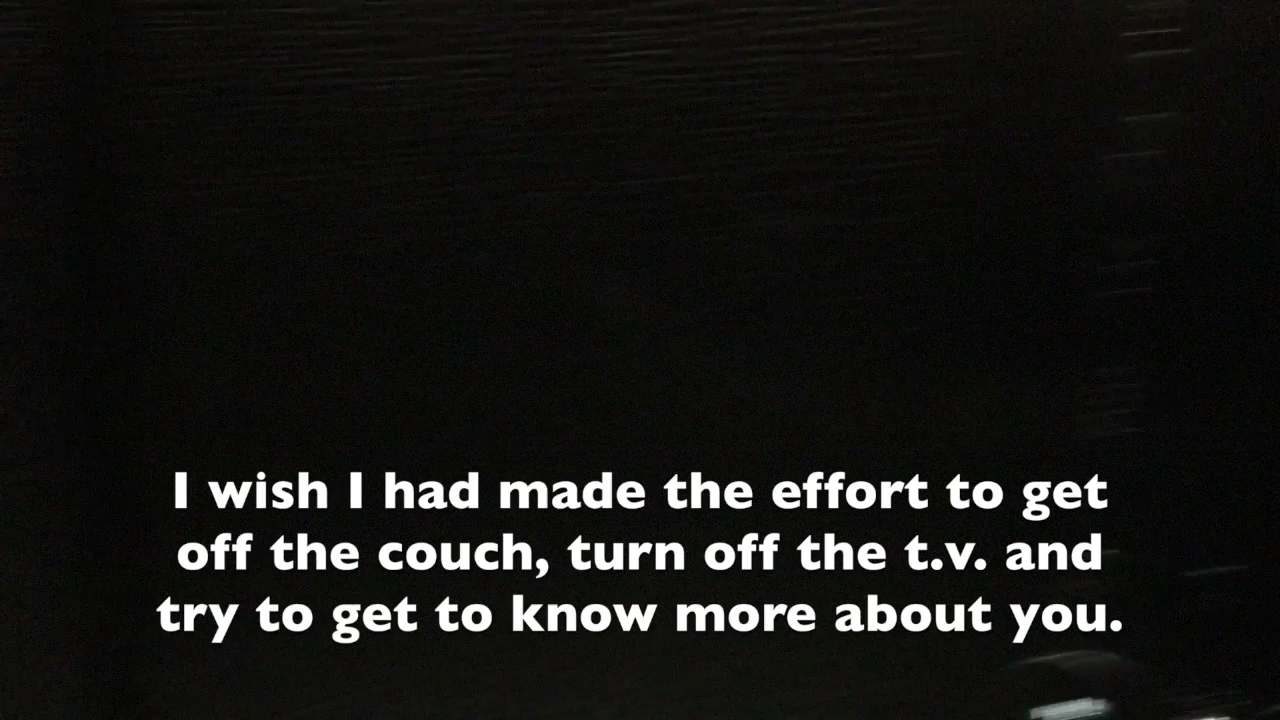 I wish I had made the effort to get
off the couch, turn off the t.v. and
try to get to know more about you.